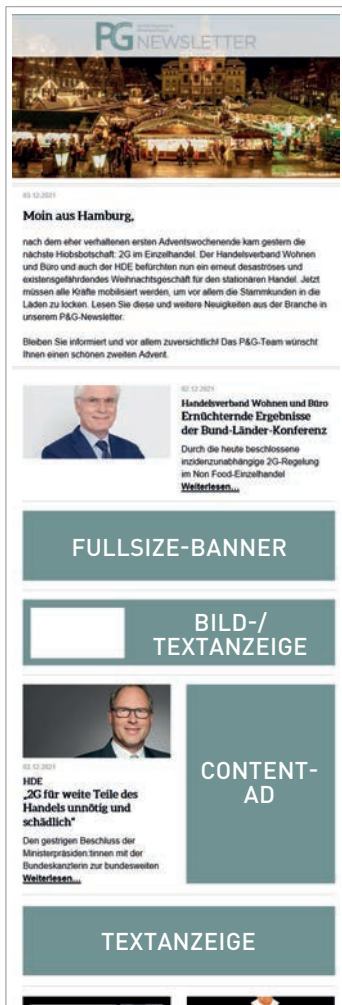 PG NEWSLETTER
03.12.2021
Moin aus Hamburg,
nach dem eher verhaltenen ersten Adventswochenende kam gestern die
nächste Hiobsbotschaft: 2G im Einzelhandel. Der Handelsverband Wohnen
und Büro und auch der HDE befürchten nun ein erneut desaströses und
existensgefährdendes Weihnachtsgeschäft für den stationären Handel. Jetzt
müssen alle Kräfte mobilisiert werden, um vor allem die Stammkunden in die
Läden zu locken. Lesen Sie diese und weitere Neuigkeiten aus der Branche in
unserem P&G-Newsletter.
Bleiben Sie informiert und vor allem zuversichtlich! Das P&G-Team wünscht
Ihnen einen schönen zweiten Advent.
02.12.2021
Handelsverband Wohnen und Büro
Ernüchternde Ergebnisse
der Bund-Länder-Konferenz
Durch die heute beschlossene
inzidenzunabhängige 2G-Regelung
im Non Food-Einzelhandel
Weiterlesen...
FULLSIZE-BANNER
BILD-/
TEXTANZEIGE
02.12.2021
HDE
„2G für weite Teile des
Handels unnötig und
schädlich"
Den gestrigen Beschluss der
Ministerpräsiden:tinnen mit der
Bundeskanzlerin zur bundesweiten
Weiterlesen...
CONTENT-
AD
TEXTANZEIGE